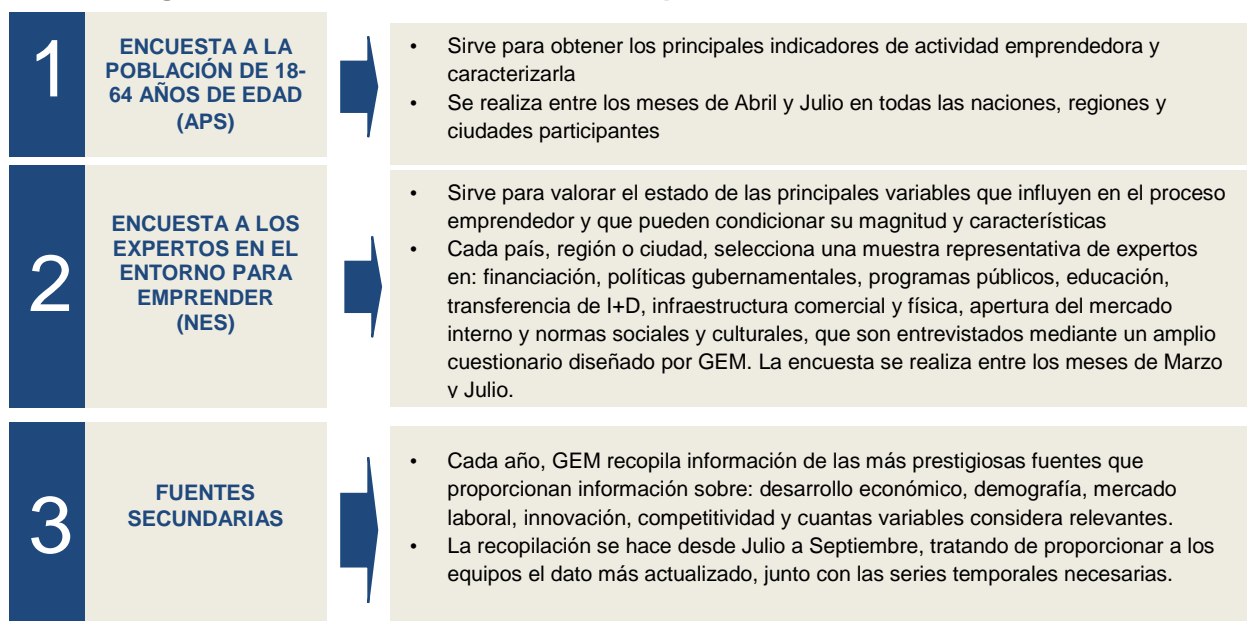 1
ENCUESTA A LA
POBLACIÓN DE 18-
64 AÑOS DE EDAD
(APS)
• Sirve para obtener los principales indicadores de actividad emprendedora y
caracterizarla
• Se realiza entre los meses de Abril y Julio en todas las naciones, regiones y
ciudades participantes
2
ENCUESTA A LOS
EXPERTOS EN EL
ENTORNO PARA
EMPRENDER
(NES)
• Sirve para valorar el estado de las principales variables que influyen en el proceso
emprendedor y que pueden condicionar su magnitud y características
• Cada país, región o ciudad, selecciona una muestra representativa de expertos
en: financiación, políticas gubernamentales, programas públicos, educación,
transferencia de I+D, infraestructura comercial y física, apertura del mercado
interno y normas sociales y culturales, que son entrevistados mediante un amplio
cuestionario diseñado por GEM. La encuesta se realiza entre los meses de Marzo
y Julio.
3
FUENTES
SECUNDARIAS
• Cada año, GEM recopila información de las más prestigiosas fuentes que
proporcionan información sobre: desarrollo económico, demografía, mercado
laboral, innovación, competitividad y cuantas variables considera relevantes.
• La recopilación se hace desde Julio a Septiembre, tratando de proporcionar a los
equipos el dato más actualizado, junto con las series temporales necesarias.